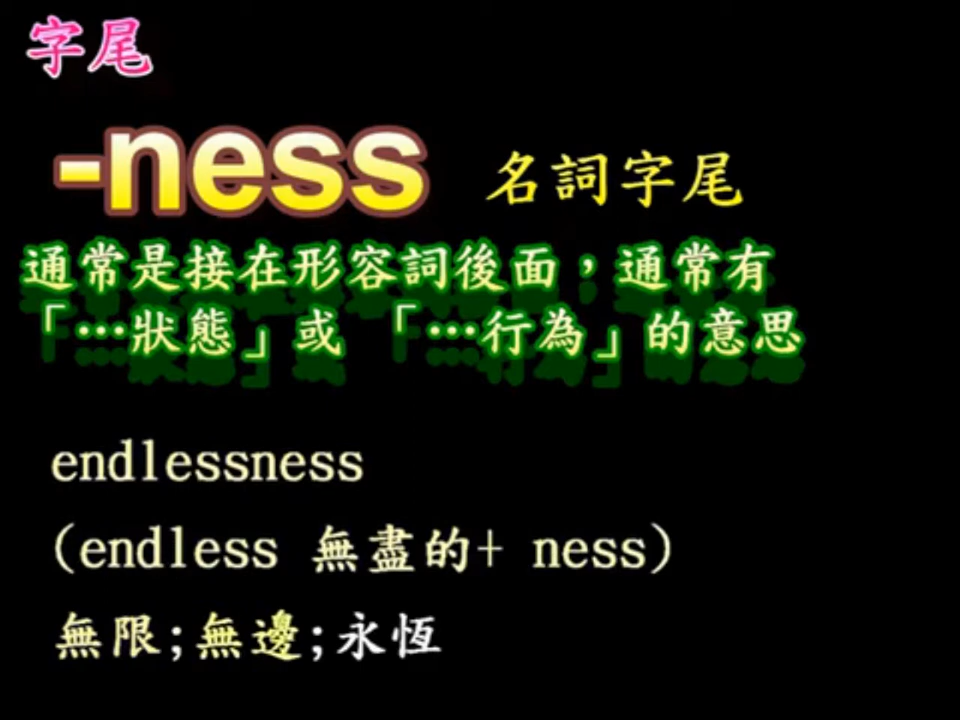 字尾
-ness 名詞字尾
通常是接在形容詞後面，通常有
「…狀態」或 「…行為」的意思
endlessness
(endless 無盡的+ ness)
無限;無邊;永恆